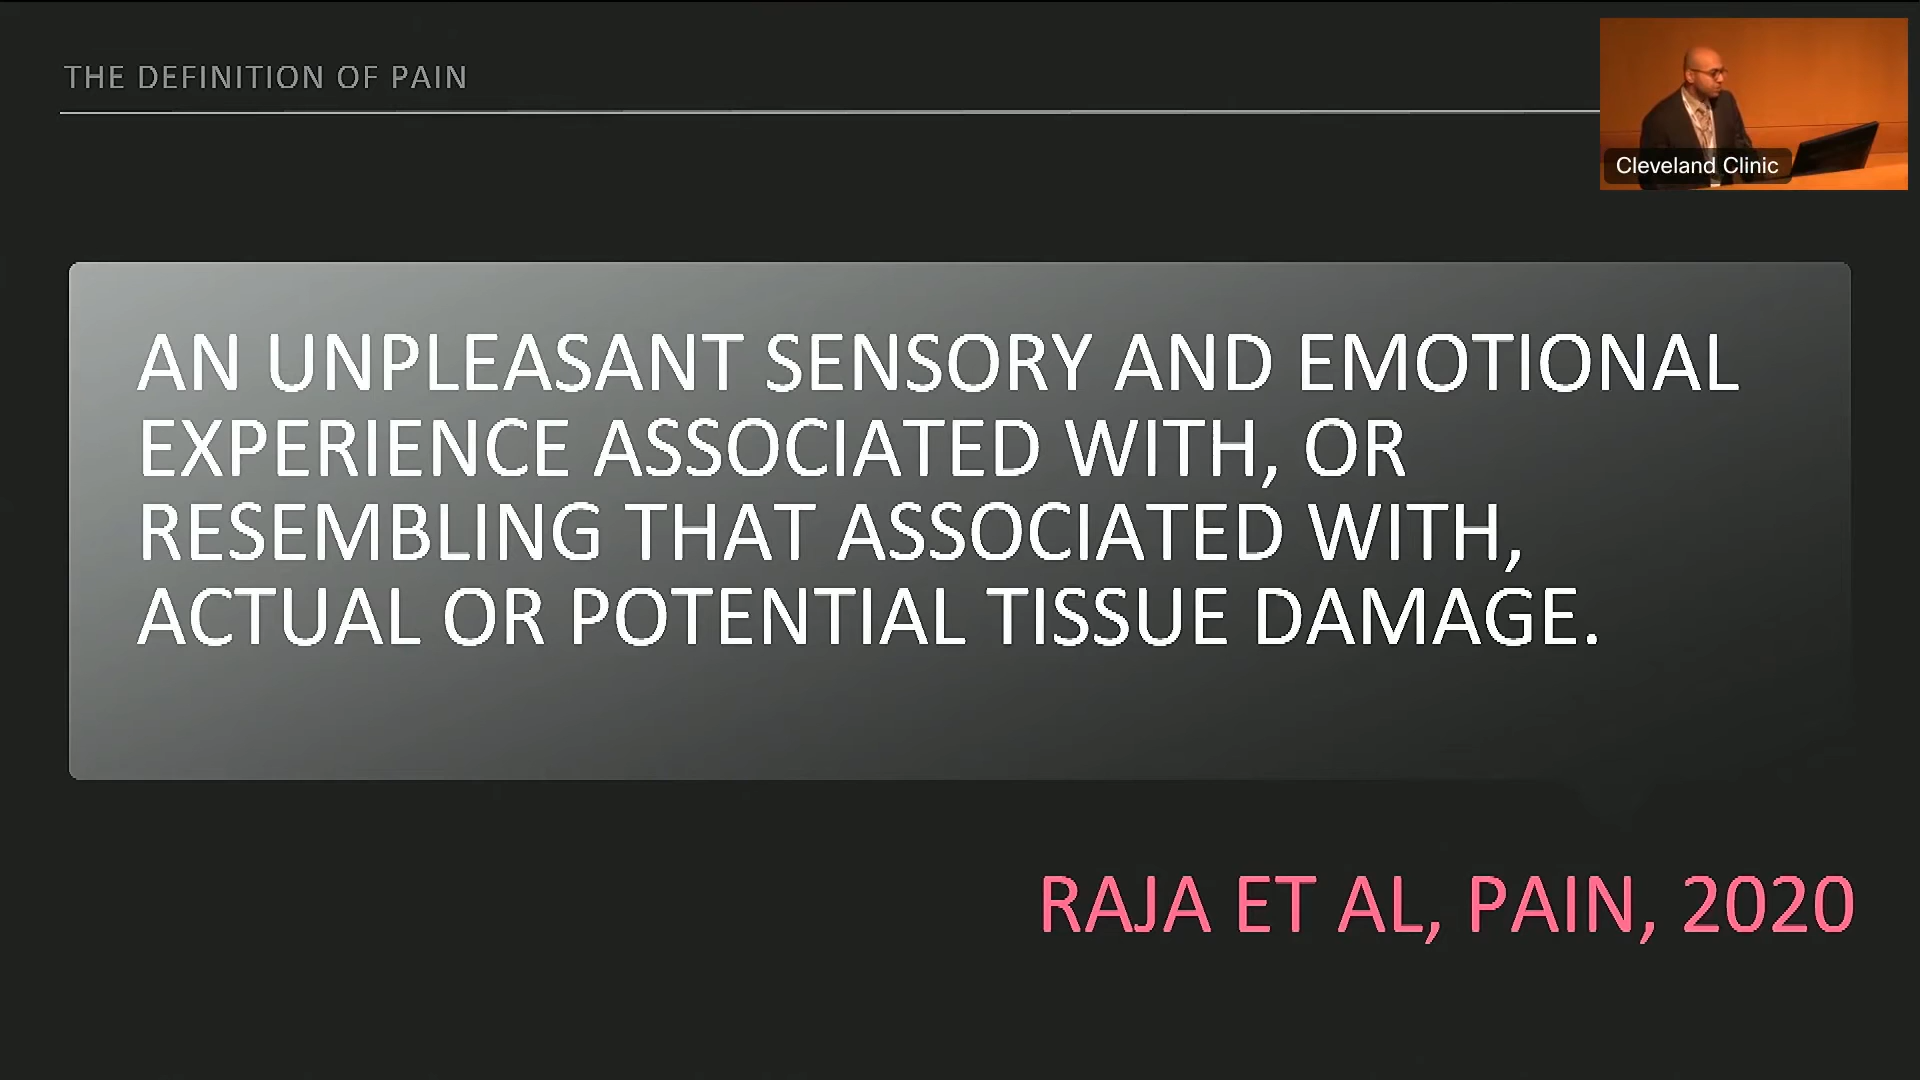 THE DEFINITION OF PAIN
Cleveland Clinic
AN UNPLEASANT SENSORY AND EMOTIONAL
EXPERIENCE ASSOCIATED WITH, OR
RESEMBLING THAT ASSOCIATED WITH,
ACTUAL OR POTENTIAL TISSUE DAMAGE.
RAJA ET AL, PAIN, 2020